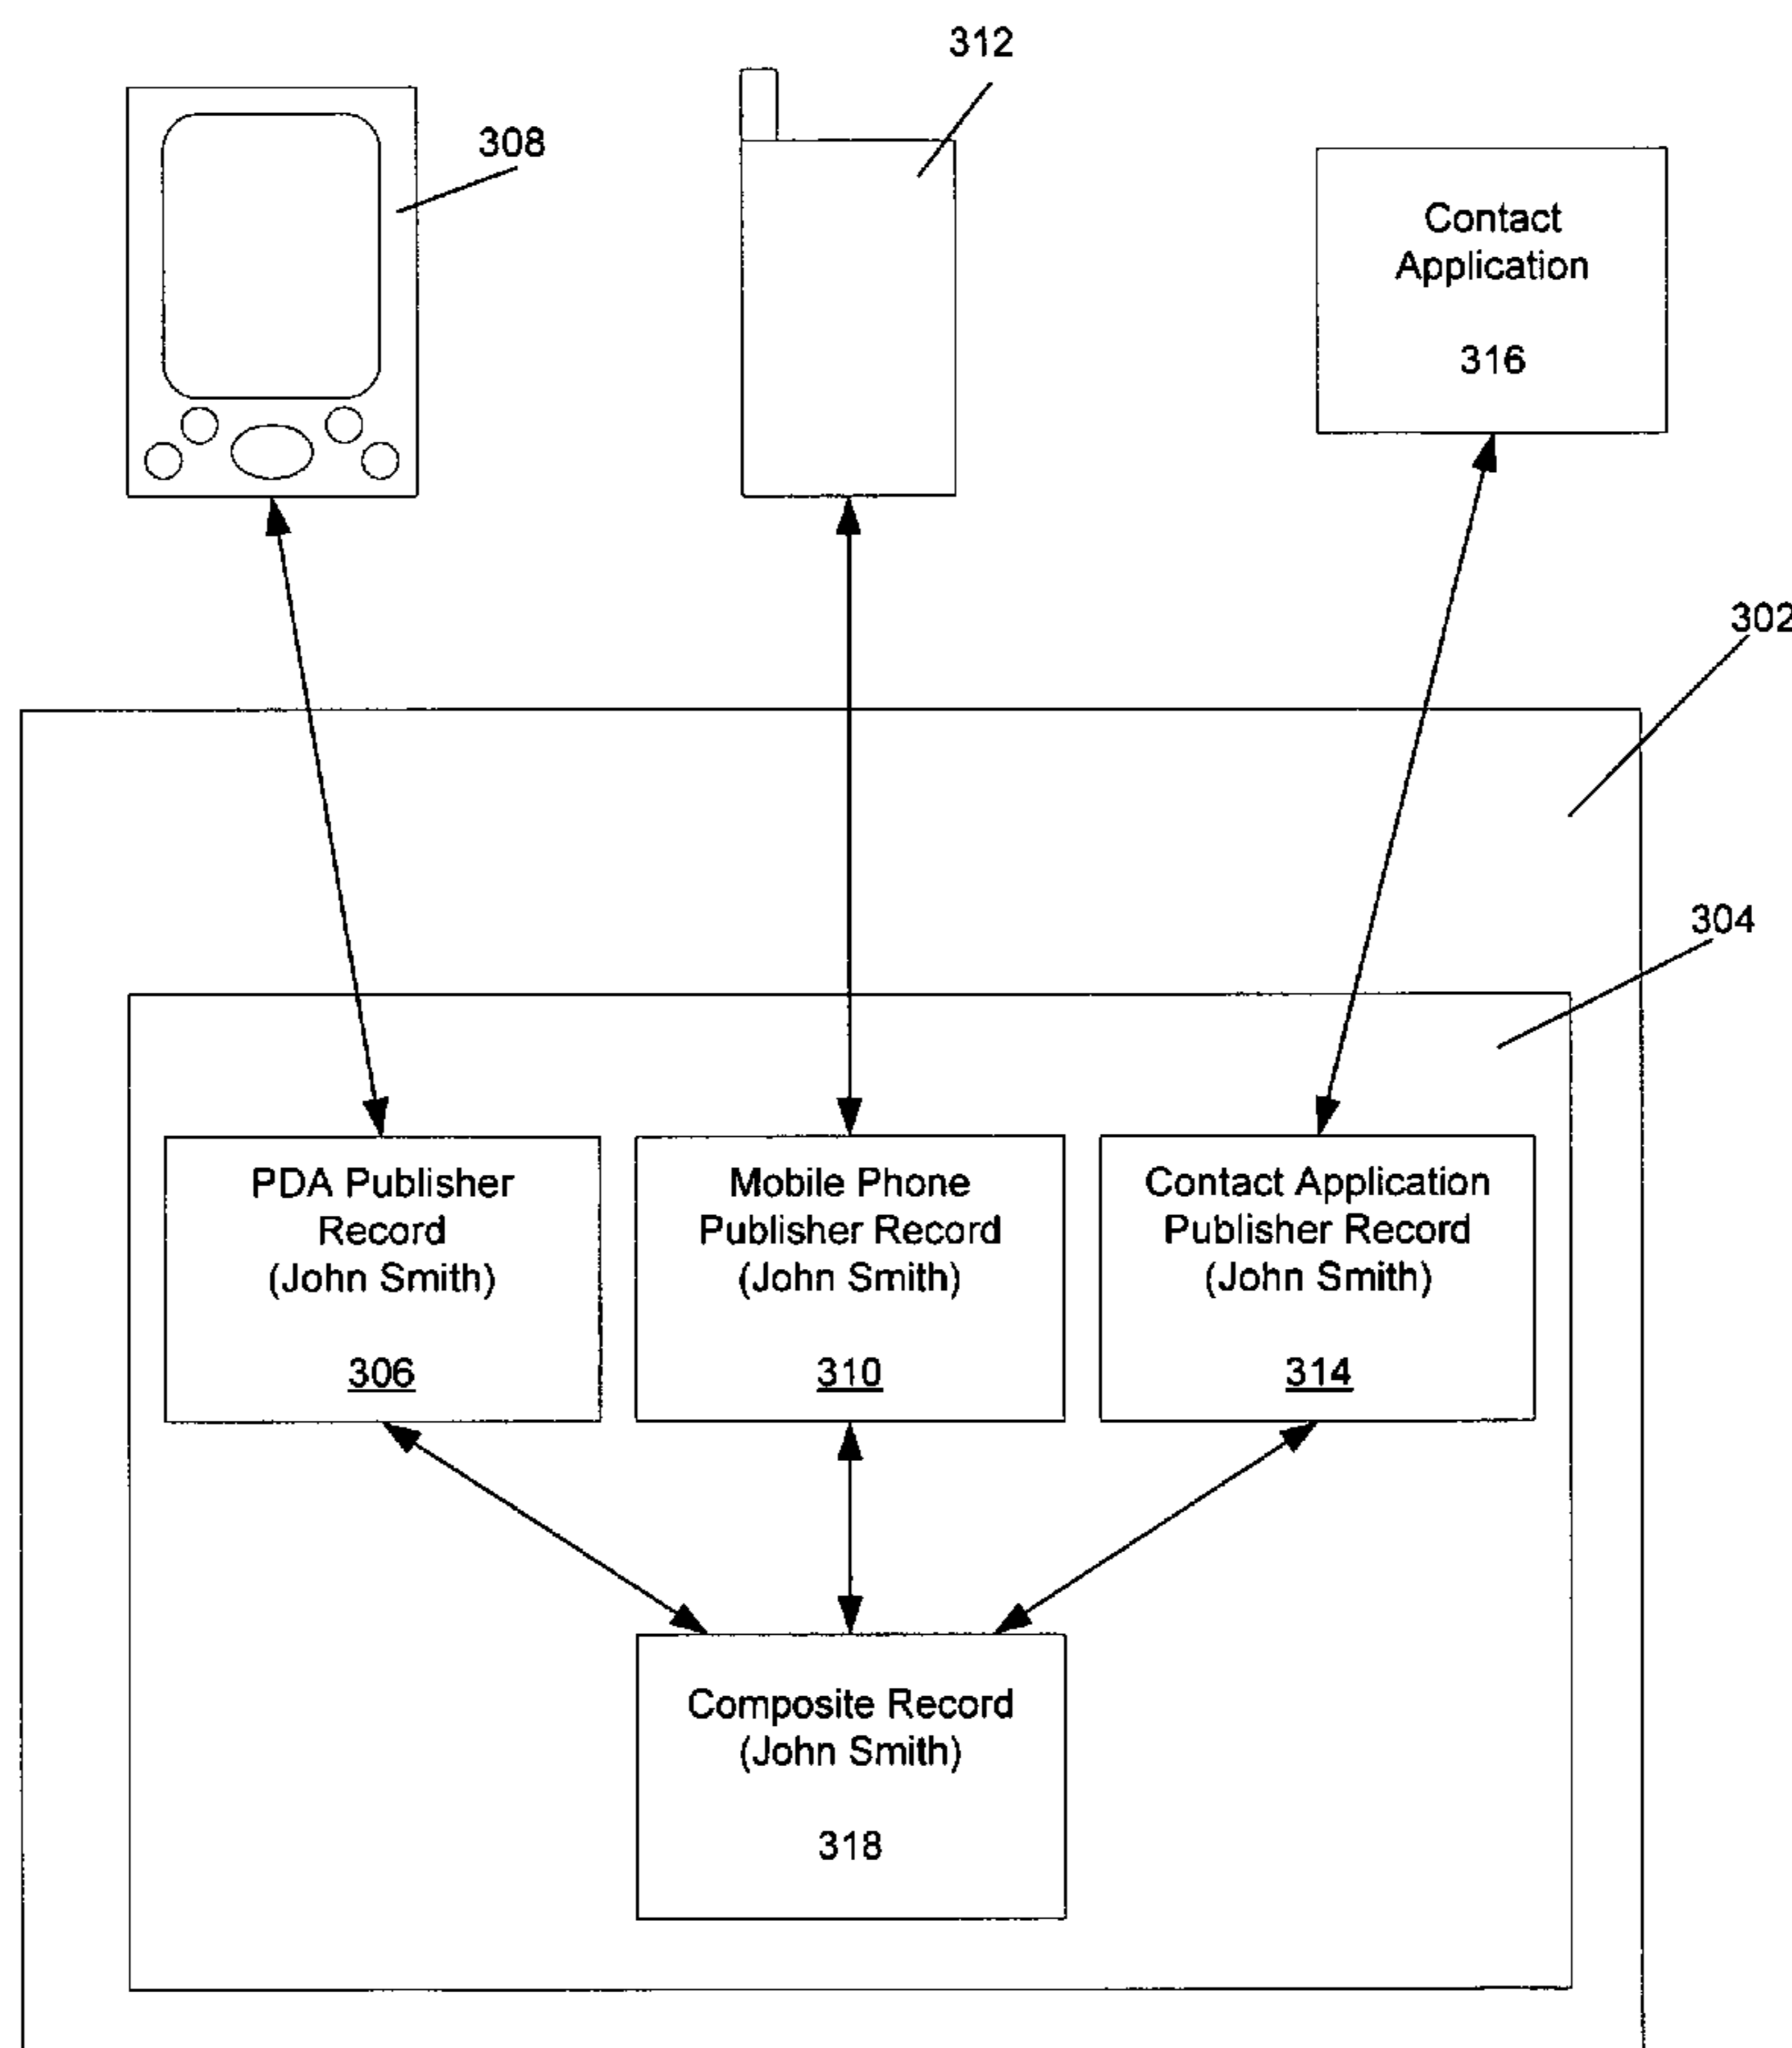 312
308
Contact
Application
316
302
304
PDA Publisher
Record
(John Smith)
306
Mobile Phone
Publisher Record
(John Smith)
310
Contact Application
Publisher Record
(John Smith)
314
Composite Record
(John Smith)
318